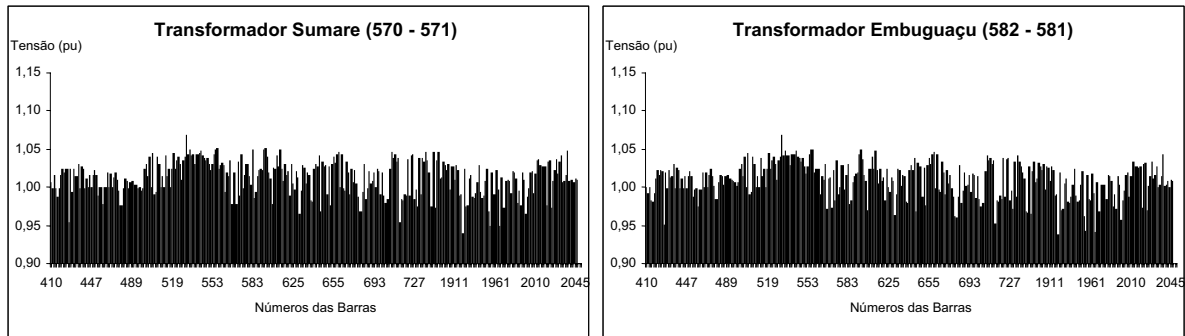 Transformador Sumare (570 - 571)
Tensão (pu)
1,15
1,10
1,05
1,00
0,95
0,90
410 447 489 519 553 583 625 655 693 727 1911 1961 2010 2045
Números das Barras
Transformador Embuguaçu (582 - 581)
Tensão (pu)
1,15
1,10
1,05
1,00
0,95
0,90
410 447 489 519 553 583 625 655 693 727 1911 1961 2010 2045
Números das Barras